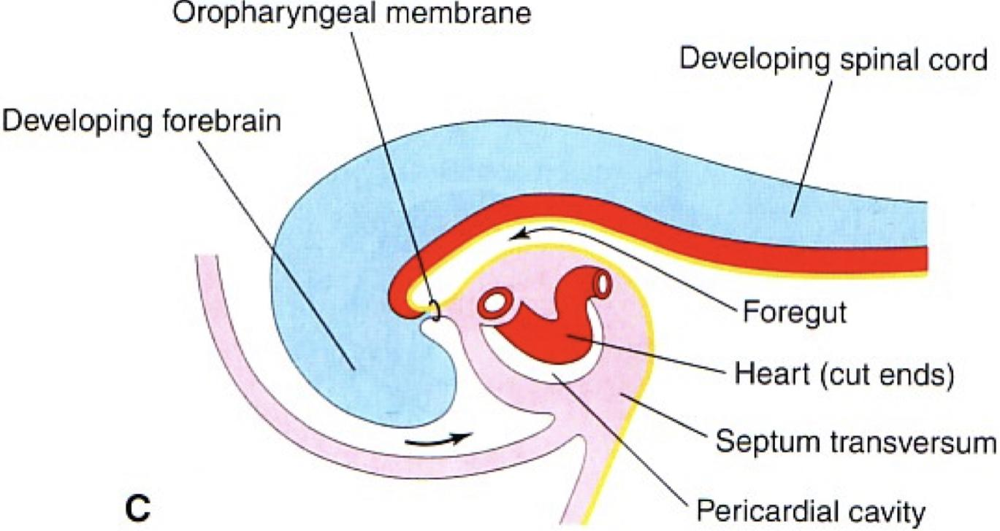 Oropharyngeal membrane
Developing spinal cord
Developing forebrain
Foregut
Heart (cut ends)
Septum transversum
Pericardial cavity
C